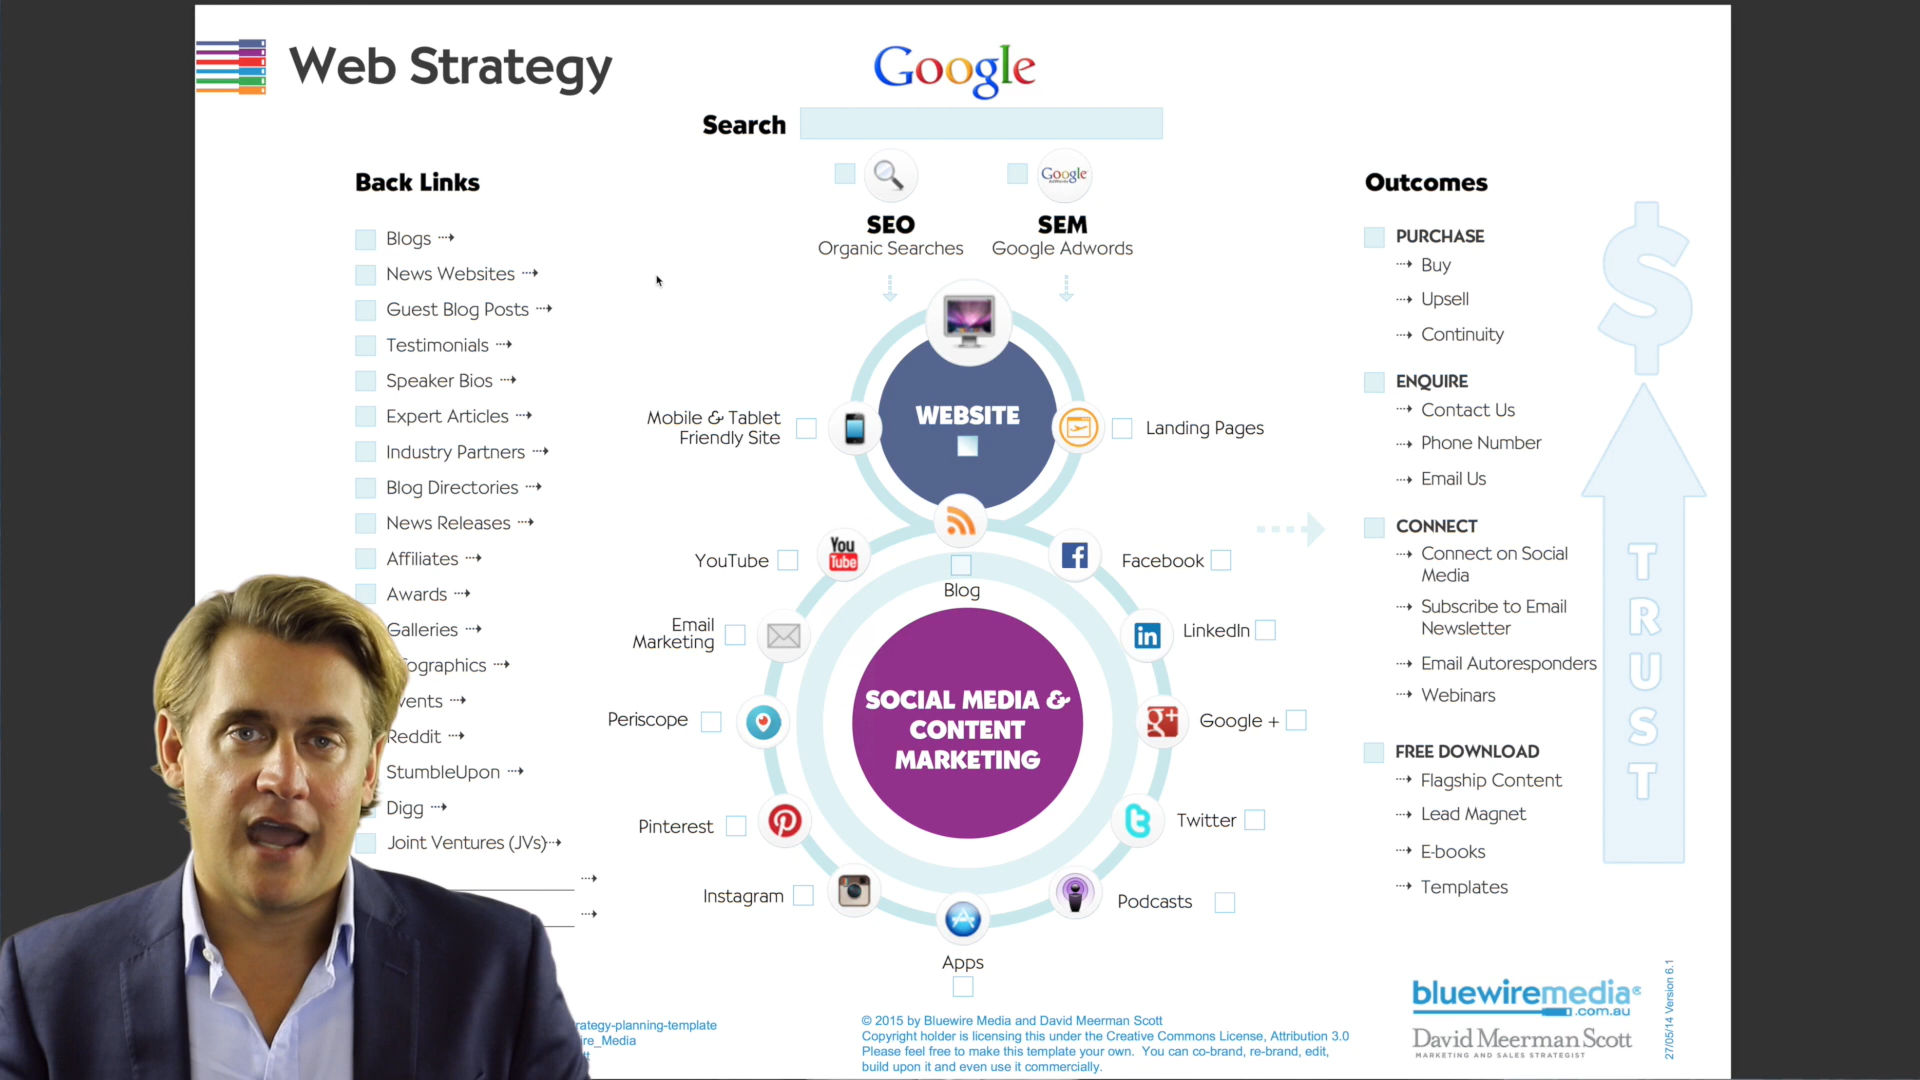 Web Strategy
Google
Search
Google
AdWords
SEO
Organic Searches
SEM
Google Adwords
Back Links
Blogs
News Websites
Guest Blog Posts
Testimonials
Speaker Bios
Expert Articles
Industry Partners
Blog Directories
News Releases
Affiliates
Awards
Galleries
fographics
vents
Reddit
StumbleUpon
Digg
Joint Ventures (JVs)
WEBSITE
Mobile & Tablet
Friendly Site
Landing Pages
You
Tube
YouTube
Blog
Facebook
Email
Marketing
in
LinkedIn
SOCIAL MEDIA &
CONTENT
MARKETING
Periscope
g+
Google +
Pinterest
Twitter
Instagram
Podcasts
Apps
Outcomes
PURCHASE
Buy
Upsell
Continuity
ENQUIRE
Contact Us
Phone Number
Email Us
CONNECT
Connect on Social
Media
Subscribe to Email
Newsletter
Email Autoresponders
Webinars
FREE DOWNLOAD
Flagship Content
Lead Magnet
E-books
Templates
$
TRUST
rategy-planning-template
ire_Media
tt
© 2015 by Bluewire Media and David Meerman Scott
Copyright holder is licensing this under the Creative Commons License, Attribution 3.0
Please feel free to make this template your own. You can co-brand, re-brand, edit,
build upon it and even use it commercially.
bluewiremedia®
.com.au
David Meerman Scott
MARKETING AND SALES STRATEGIST
27/05/14 Version 6.1